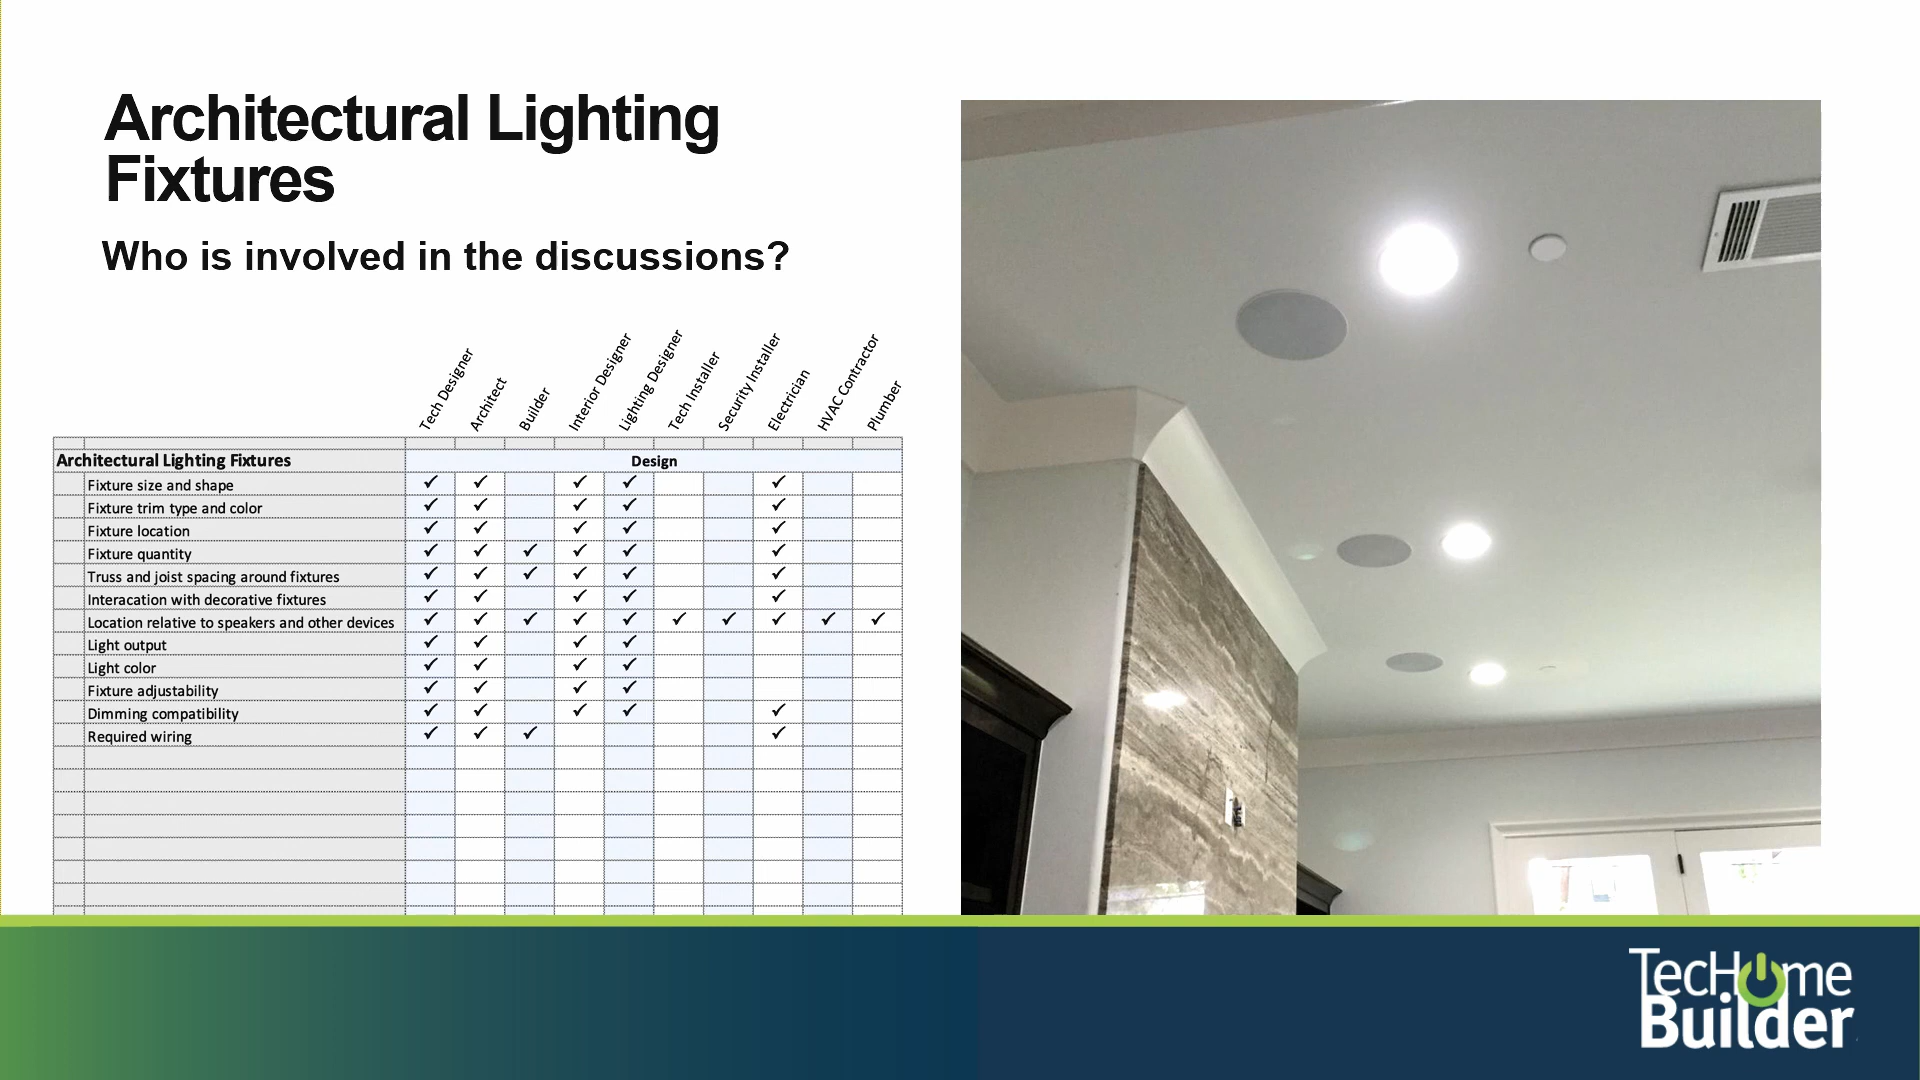 Architectural Lighting
Fixtures
Who is involved in the discussions?
Tech Designer
Architect
Builder
Interior Designer
Lighting Designer
Tech Installer
Security Installer
Electrician
HVAC Contractor
Plumber
Architectural Lighting Fixtures Design
Fixture size and shape ✓ ✓ ✓ ✓ ✓
Fixture trim type and color ✓ ✓ ✓ ✓ ✓
Fixture location ✓ ✓ ✓ ✓ ✓
Fixture quantity ✓ ✓ ✓ ✓ ✓ ✓
Truss and joist spacing around fixtures ✓ ✓ ✓ ✓ ✓ ✓
Interacation with decorative fixtures ✓ ✓ ✓ ✓ ✓
Location relative to speakers and other devices ✓ ✓ ✓ ✓ ✓ ✓ ✓ ✓ ✓ ✓
Light output ✓ ✓ ✓ ✓
Light color ✓ ✓ ✓ ✓
Fixture adjustability ✓ ✓ ✓ ✓
Dimming compatibility ✓ ✓ ✓ ✓ ✓
Required wiring ✓ ✓ ✓ ✓
TecHome
Builder